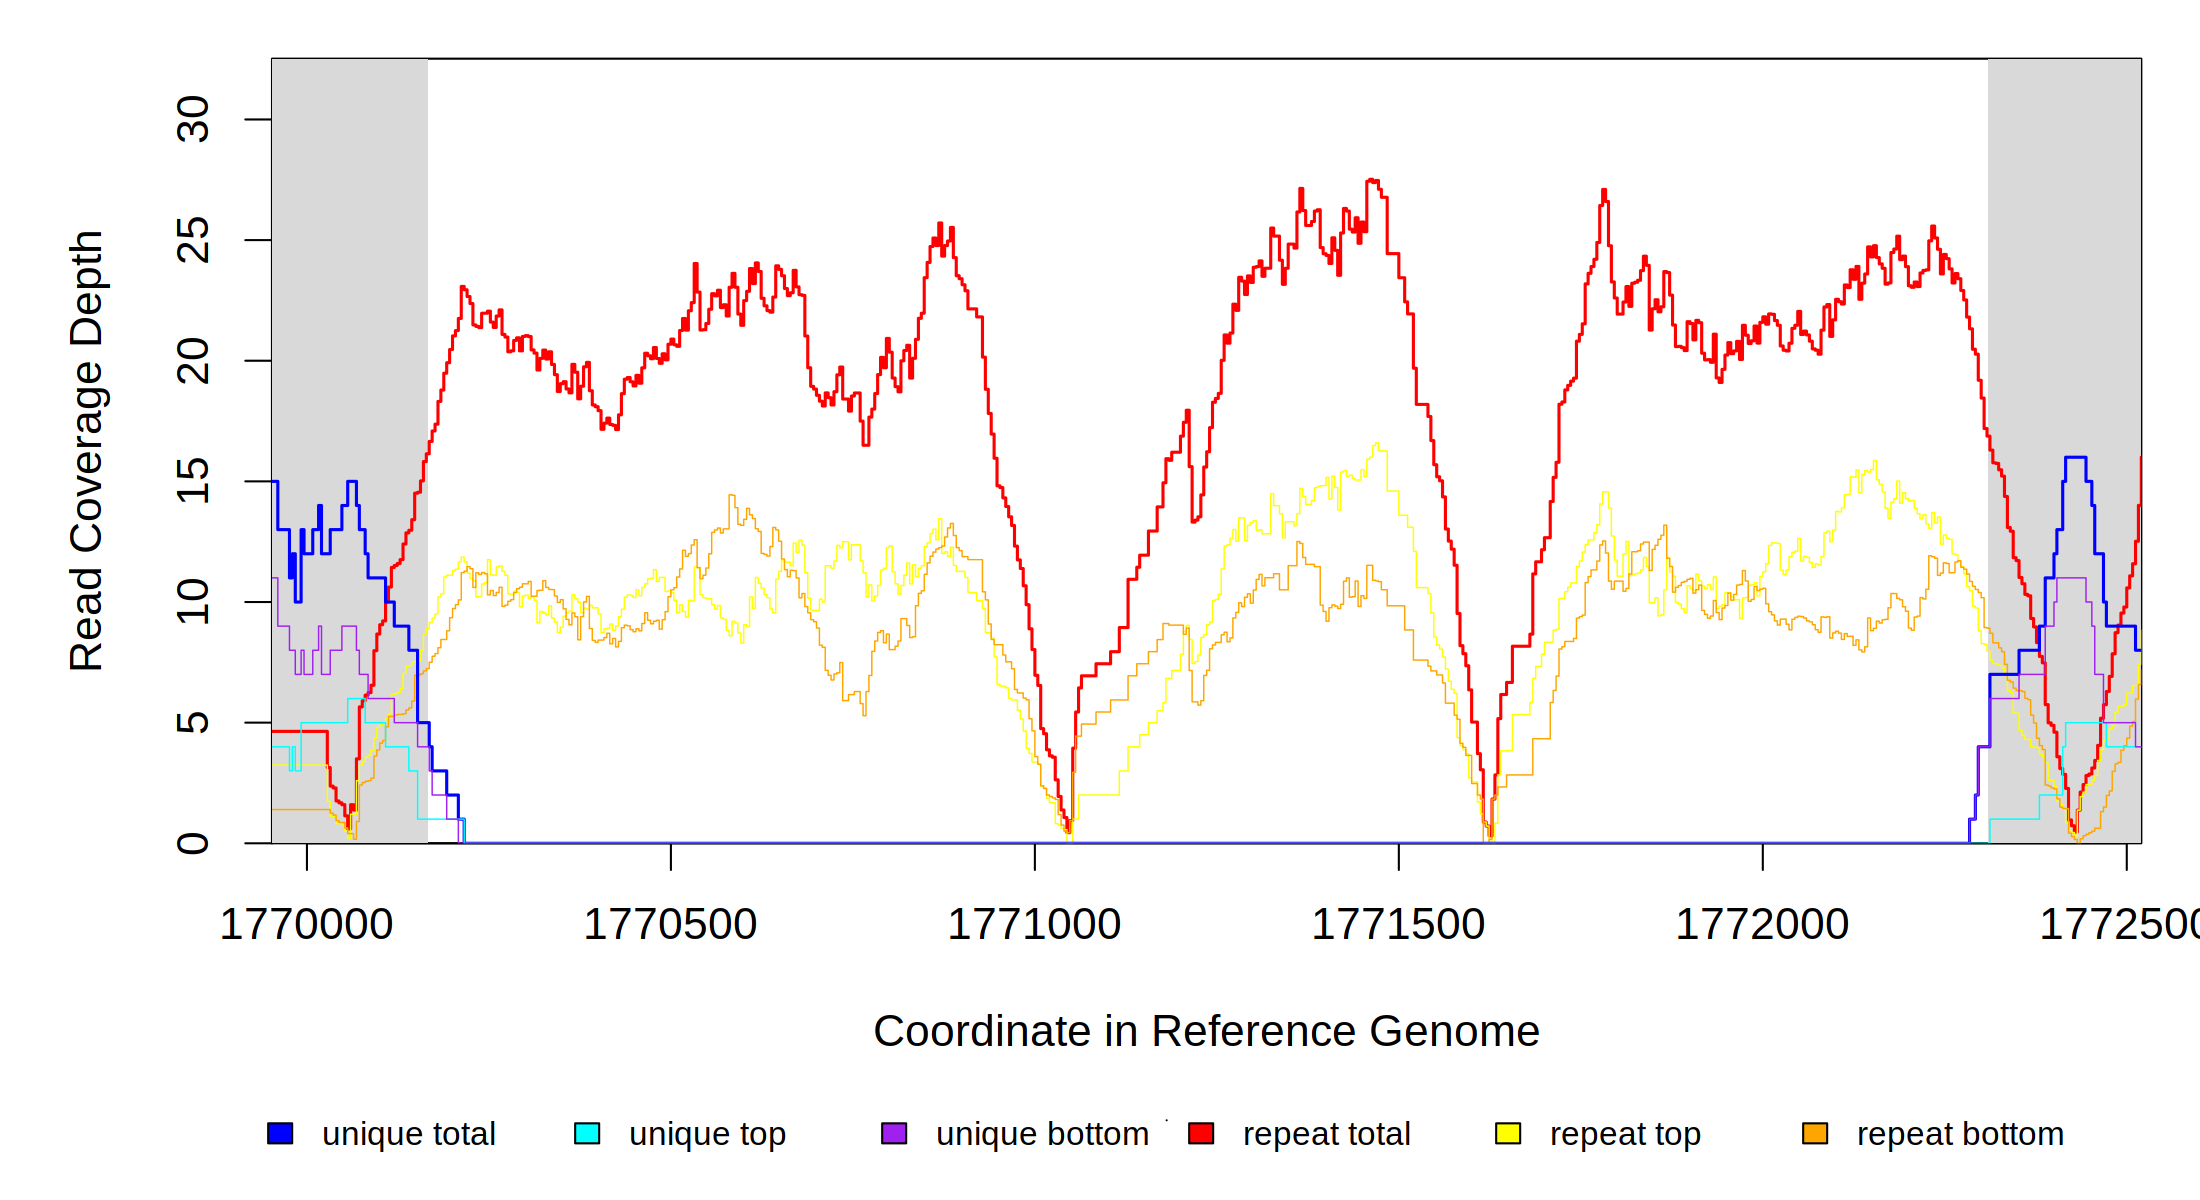 Read Coverage Depth
30
25
20
15
10
5
0
1770000 1770500 1771000 1771500 1772000 1772500
Coordinate in Reference Genome
unique total unique top unique bottom repeat total repeat top repeat bottom